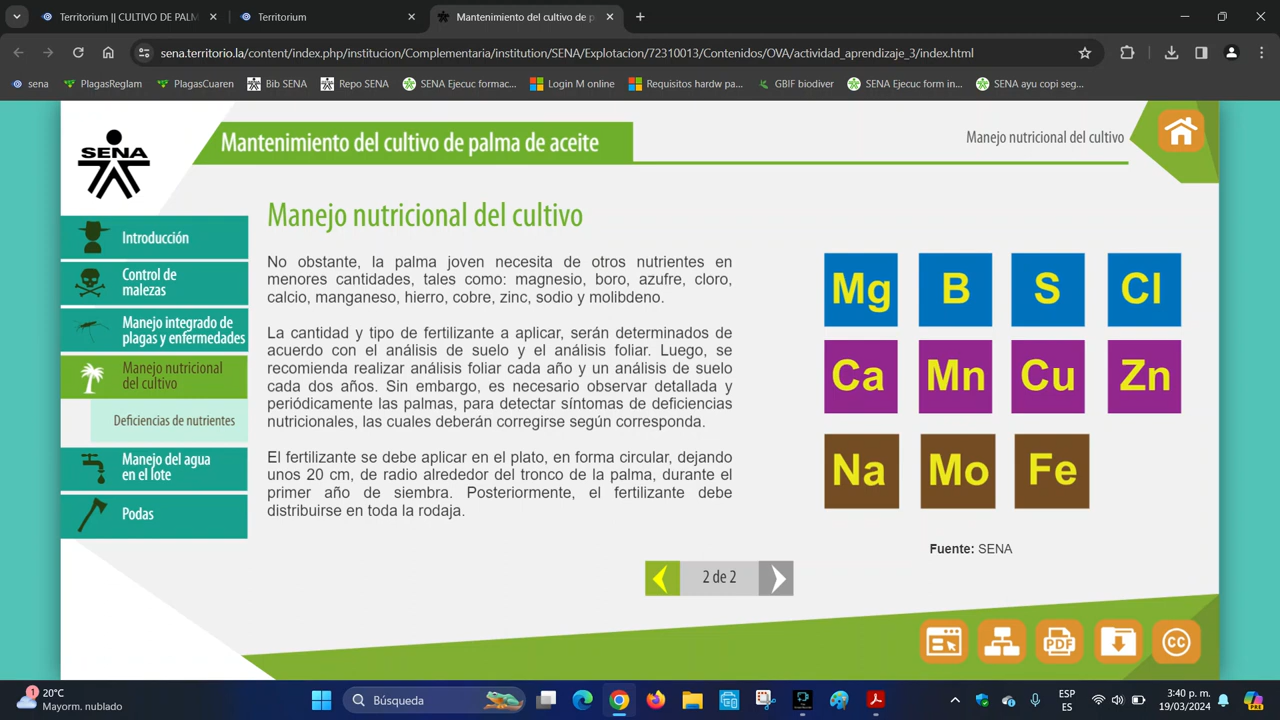 Territorium || CULTIVO DE PALM
Territorium
Mantenimiento del cultivo de p
sena.territorio.la/content/index.php/institucion/Complementaria/institution/SENA/Explotacion/72310013/Contenidos/OVA/actividad_aprendizaje_3/index.html
sena
PlagasReglam
PlagasCuaren
Bib SENA
Repo SENA
SENA Ejecuc formac...
Login M online
Requisitos hardw pa...
GBIF biodiver
SENA Ejecuc form in...
SENA ayu copi seg...
SENA
Mantenimiento del cultivo de palma de aceite
Manejo nutricional del cultivo
Introducción
Control de
malezas
Manejo integrado de
plagas y enfermedades
Manejo nutricional
del cultivo
Deficiencias de nutrientes
Manejo del agua
en el lote
Podas
Manejo nutricional del cultivo
No obstante, la palma joven necesita de otros nutrientes en
menores cantidades, tales como: magnesio, boro, azufre, cloro,
calcio, manganeso, hierro, cobre, zinc, sodio y molibdeno.
La cantidad y tipo de fertilizante a aplicar, serán determinados de
acuerdo con el análisis de suelo y el análisis foliar. Luego, se
recomienda realizar análisis foliar cada año y un análisis de suelo
cada dos años. Sin embargo, es necesario observar detallada y
periódicamente las palmas, para detectar síntomas de deficiencias
nutricionales, las cuales deberán corregirse según corresponda.
El fertilizante se debe aplicar en el plato, en forma circular, dejando
unos 20 cm, de radio alrededor del tronco de la palma, durante el
primer año de siembra. Posteriormente, el fertilizante debe
distribuirse en toda la rodaja.
Mg B S Cl
Ca Mn Cu Zn
Na Mo Fe
Fuente: SENA
2 de 2
PDF
CC
1
20°C
Mayorm. nublado
Búsqueda
ESP
ES
3:40 p. m.
19/03/2024
PRE